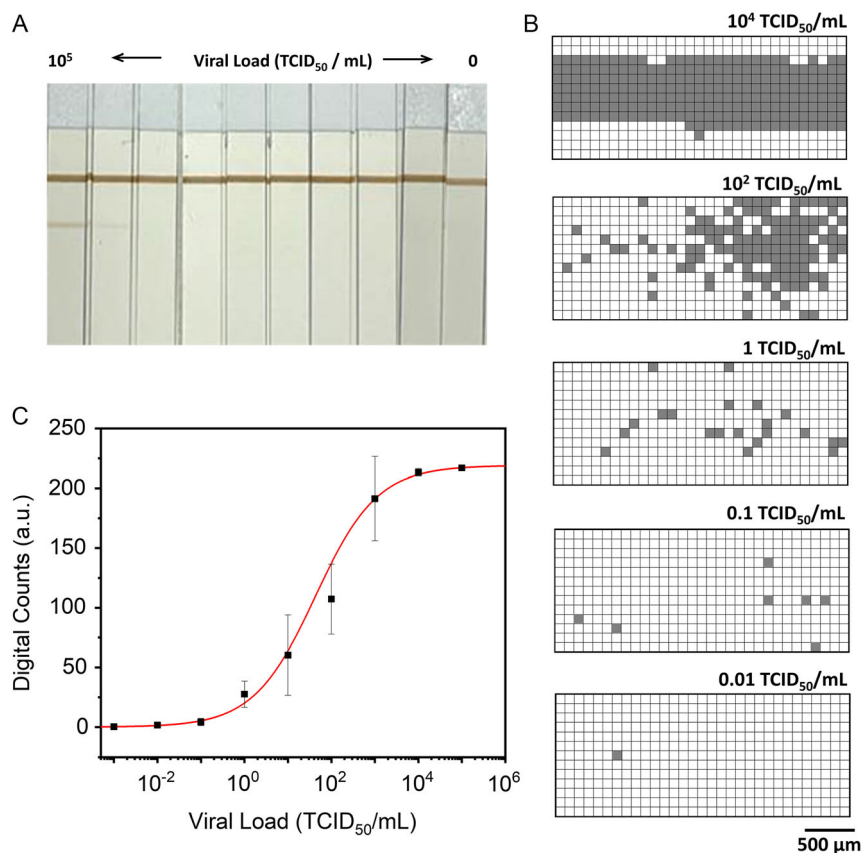 A
10⁵ ← Viral Load (TCID₅₀ / mL) → 0
B
10⁴ TCID₅₀/mL
10² TCID₅₀/mL
1 TCID₅₀/mL
0.1 TCID₅₀/mL
0.01 TCID₅₀/mL
500 µm
C
Digital Counts (a.u.)
250
200
150
100
50
0
10⁻² 10⁰ 10² 10⁴ 10⁶
Viral Load (TCID₅₀/mL)